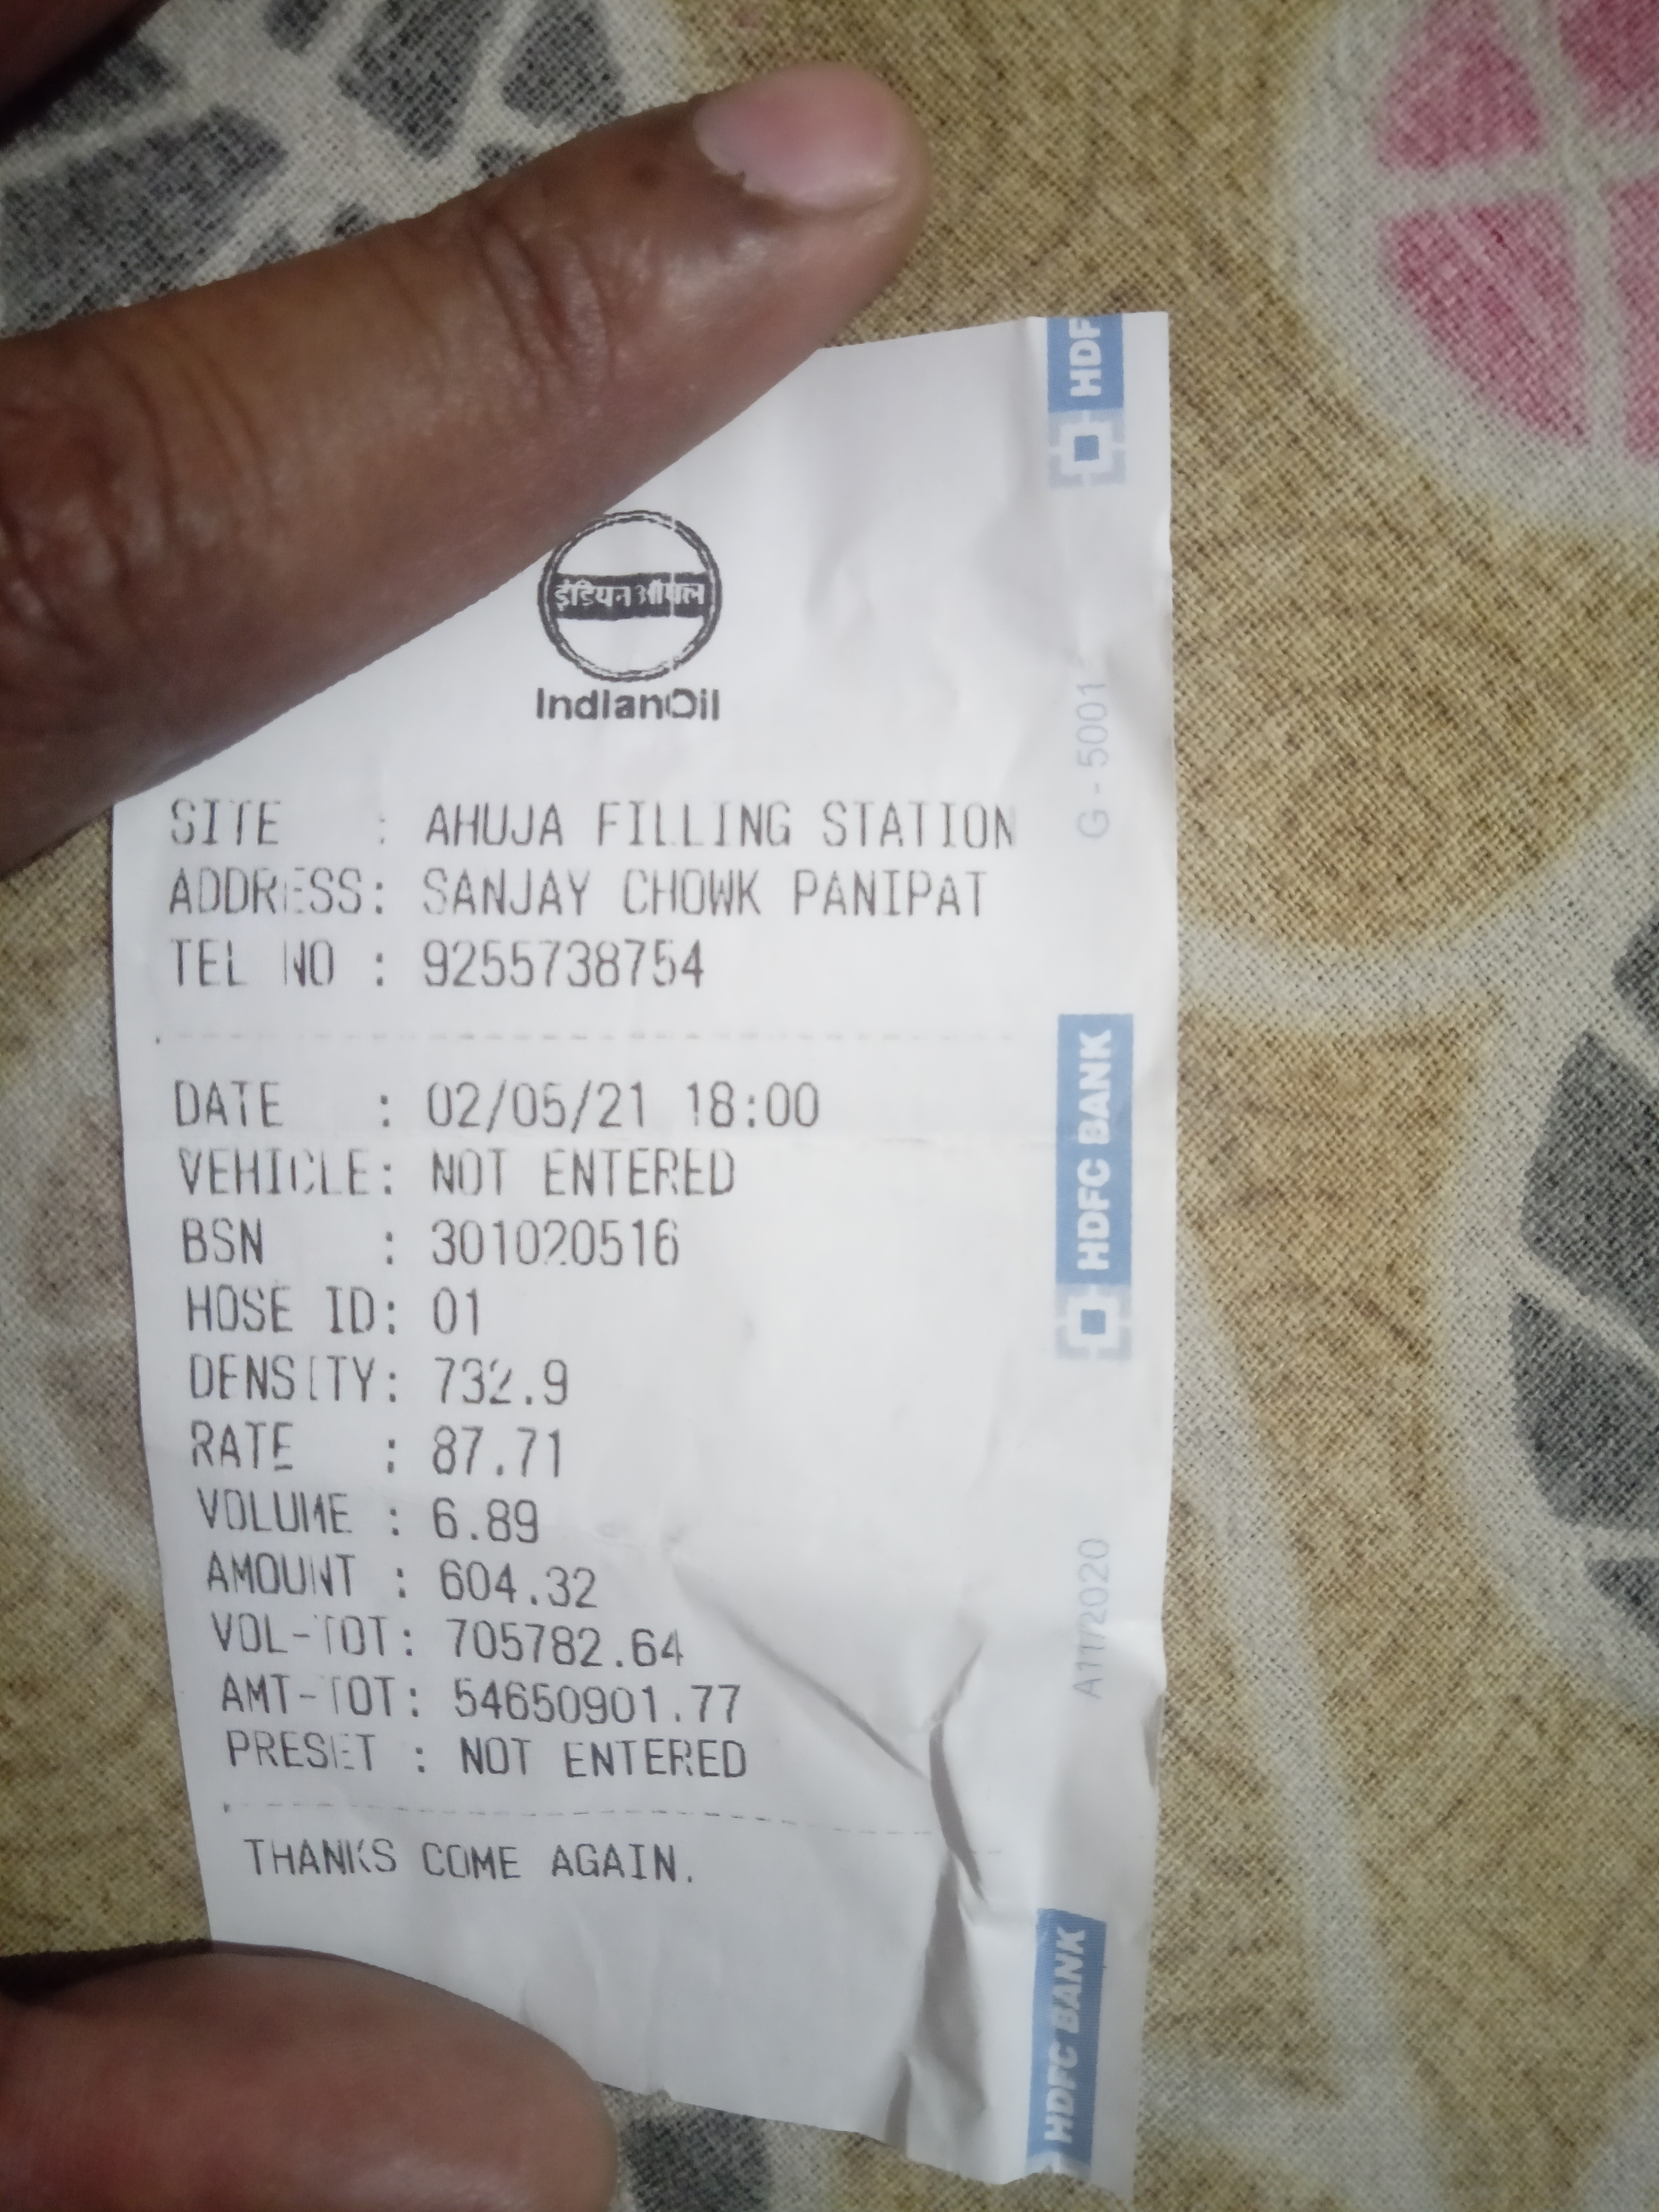 इंडियन ऑयल
IndianOil
SITE : AHUJA FILLING STATION
ADDRESS: SANJAY CHOWK PANIPAT
TEL NO : 9255738754
DATE : 02/05/21 18:00
VEHICLE: NOT ENTERED
BSN : 301020516
HOSE ID: 01
DENSITY: 732.9
RATE : 87.71
VOLUME : 6.89
AMOUNT : 604.32
VOL-TOT: 705782.64
AMT-TOT: 54650901.77
PRESET : NOT ENTERED
THANKS COME AGAIN.
HDF
G - 5001
HDFC BANK
A11/2020
HDFC BANK